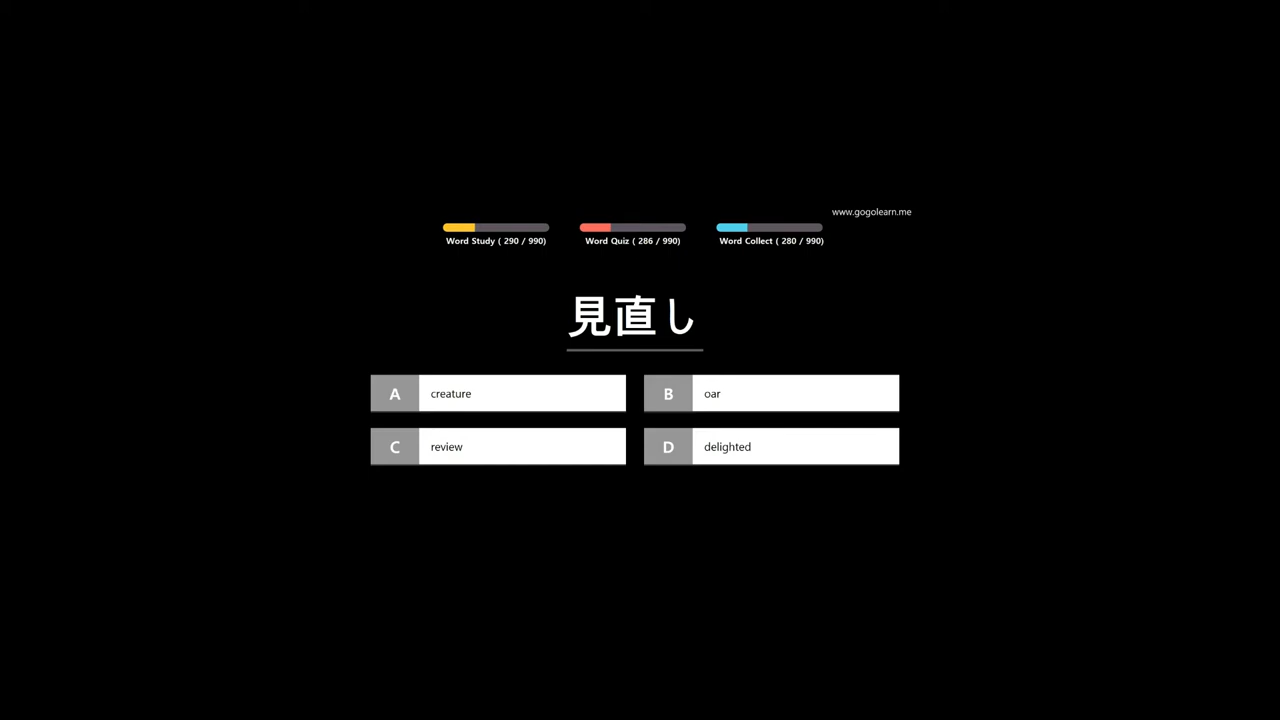 www.gogolearn.me
Word Study ( 290 / 990)
Word Quiz ( 286 / 990)
Word Collect ( 280 / 990)
見直し
A creature
B oar
C review
D delighted